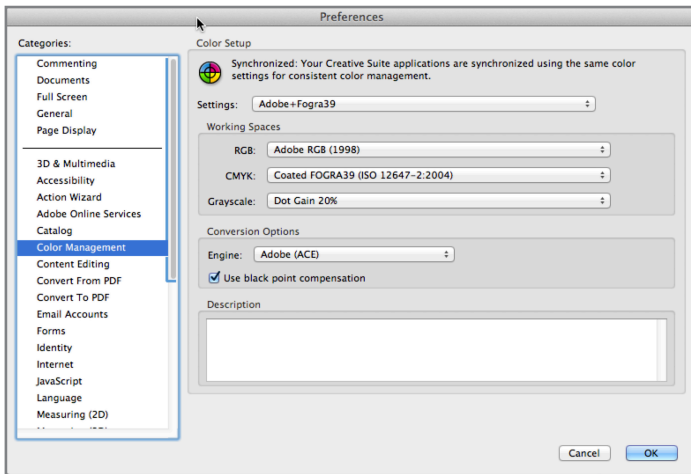 Preferences
Categories:
Commenting
Documents
Full Screen
General
Page Display
3D & Multimedia
Accessibility
Action Wizard
Adobe Online Services
Catalog
Color Management
Content Editing
Convert From PDF
Convert To PDF
Email Accounts
Forms
Identity
Internet
JavaScript
Language
Measuring (2D)
Color Setup
Synchronized: Your Creative Suite applications are synchronized using the same color
settings for consistent color management.
Settings: Adobe+Fogra39
Working Spaces
RGB: Adobe RGB (1998)
CMYK: Coated FOGRA39 (ISO 12647-2:2004)
Grayscale: Dot Gain 20%
Conversion Options
Engine: Adobe (ACE)
Use black point compensation
Description
Cancel OK